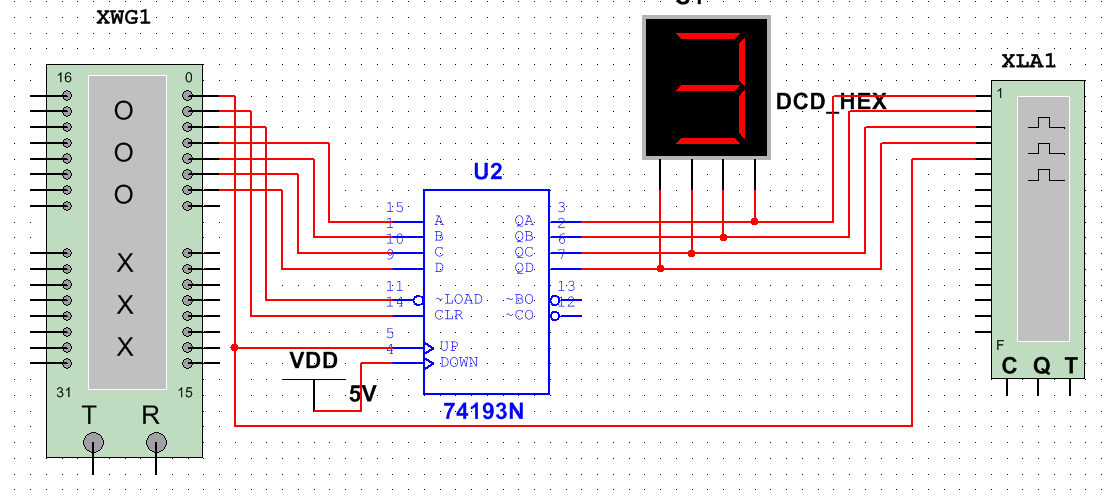 XWG1
16 0
O
O
O
X
X
X
31 15
T R
VDD
5V
U2
15 A QA 3
1 B QB 2
10 C QC 6
9 D QD 7
11 ~LOAD ~BO 13
14 CLR ~CO 12
5 UP
4 DOWN
74193N
3
DCD_HEX
XLA1
1
F
C Q T